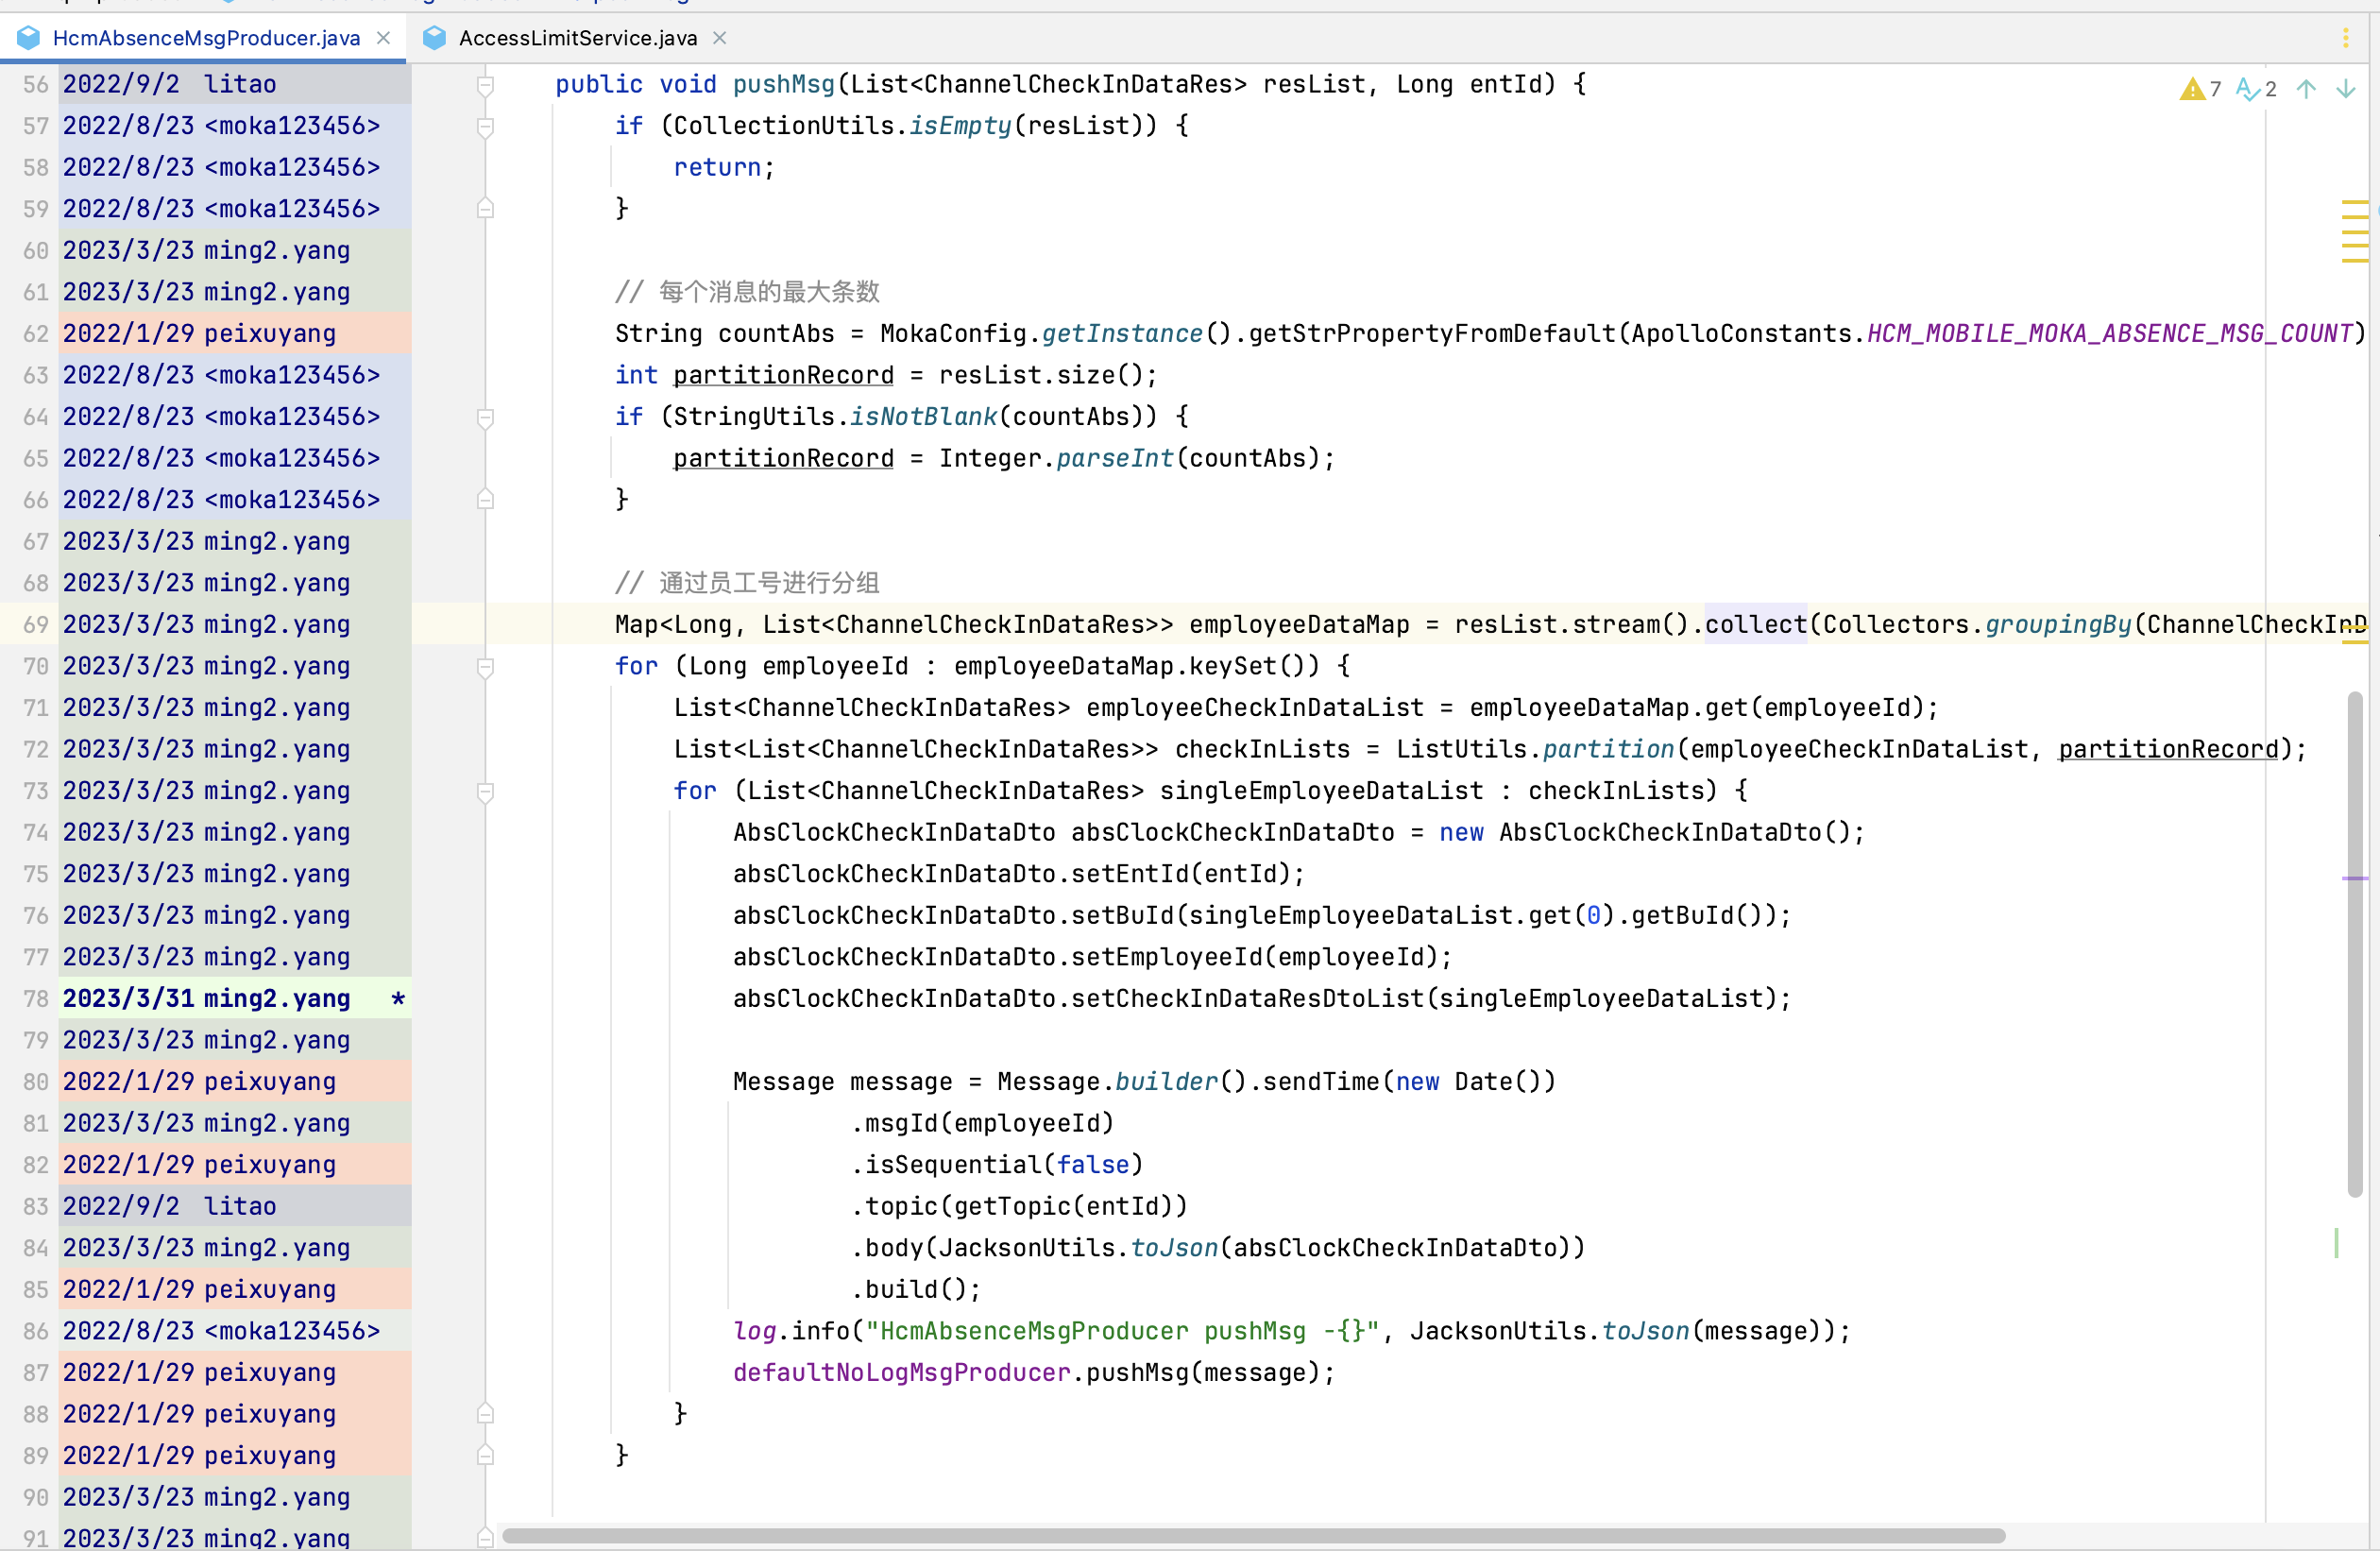 HcmAbsenceMsgProducer.java
AccessLimitService.java
7 2
56 2022/9/2 litao public void pushMsg(List<ChannelCheckInDataRes> resList, Long entId) {
57 2022/8/23 <moka123456> if (CollectionUtils.isEmpty(resList)) {
58 2022/8/23 <moka123456> return;
59 2022/8/23 <moka123456> }
60 2023/3/23 ming2.yang
61 2023/3/23 ming2.yang // 每个消息的最大条数
62 2022/1/29 peixuyang String countAbs = MokaConfig.getInstance().getStrPropertyFromDefault(ApolloConstants.HCM_MOBILE_MOKA_ABSENCE_MSG_COUNT)
63 2022/8/23 <moka123456> int partitionRecord = resList.size();
64 2022/8/23 <moka123456> if (StringUtils.isNotBlank(countAbs)) {
65 2022/8/23 <moka123456> partitionRecord = Integer.parseInt(countAbs);
66 2022/8/23 <moka123456> }
67 2023/3/23 ming2.yang
68 2023/3/23 ming2.yang // 通过员工号进行分组
69 2023/3/23 ming2.yang Map<Long, List<ChannelCheckInDataRes>> employeeDataMap = resList.stream().collect(Collectors.groupingBy(ChannelCheckInD
70 2023/3/23 ming2.yang for (Long employeeId : employeeDataMap.keySet()) {
71 2023/3/23 ming2.yang List<ChannelCheckInDataRes> employeeCheckInDataList = employeeDataMap.get(employeeId);
72 2023/3/23 ming2.yang List<List<ChannelCheckInDataRes>> checkInLists = ListUtils.partition(employeeCheckInDataList, partitionRecord);
73 2023/3/23 ming2.yang for (List<ChannelCheckInDataRes> singleEmployeeDataList : checkInLists) {
74 2023/3/23 ming2.yang AbsClockCheckInDataDto absClockCheckInDataDto = new AbsClockCheckInDataDto();
75 2023/3/23 ming2.yang absClockCheckInDataDto.setEntId(entId);
76 2023/3/23 ming2.yang absClockCheckInDataDto.setBuId(singleEmployeeDataList.get(0).getBuId());
77 2023/3/23 ming2.yang absClockCheckInDataDto.setEmployeeId(employeeId);
78 2023/3/31 ming2.yang * absClockCheckInDataDto.setCheckInDataResDtoList(singleEmployeeDataList);
79 2023/3/23 ming2.yang
80 2022/1/29 peixuyang Message message = Message.builder().sendTime(new Date())
81 2023/3/23 ming2.yang .msgId(employeeId)
82 2022/1/29 peixuyang .isSequential(false)
83 2022/9/2 litao .topic(getTopic(entId))
84 2023/3/23 ming2.yang .body(JacksonUtils.toJson(absClockCheckInDataDto))
85 2022/1/29 peixuyang .build();
86 2022/8/23 <moka123456> log.info("HcmAbsenceMsgProducer pushMsg -{}", JacksonUtils.toJson(message));
87 2022/1/29 peixuyang defaultNoLogMsgProducer.pushMsg(message);
88 2022/1/29 peixuyang }
89 2022/1/29 peixuyang }
90 2023/3/23 ming2.yang
91 2023/3/23 ming2.yang